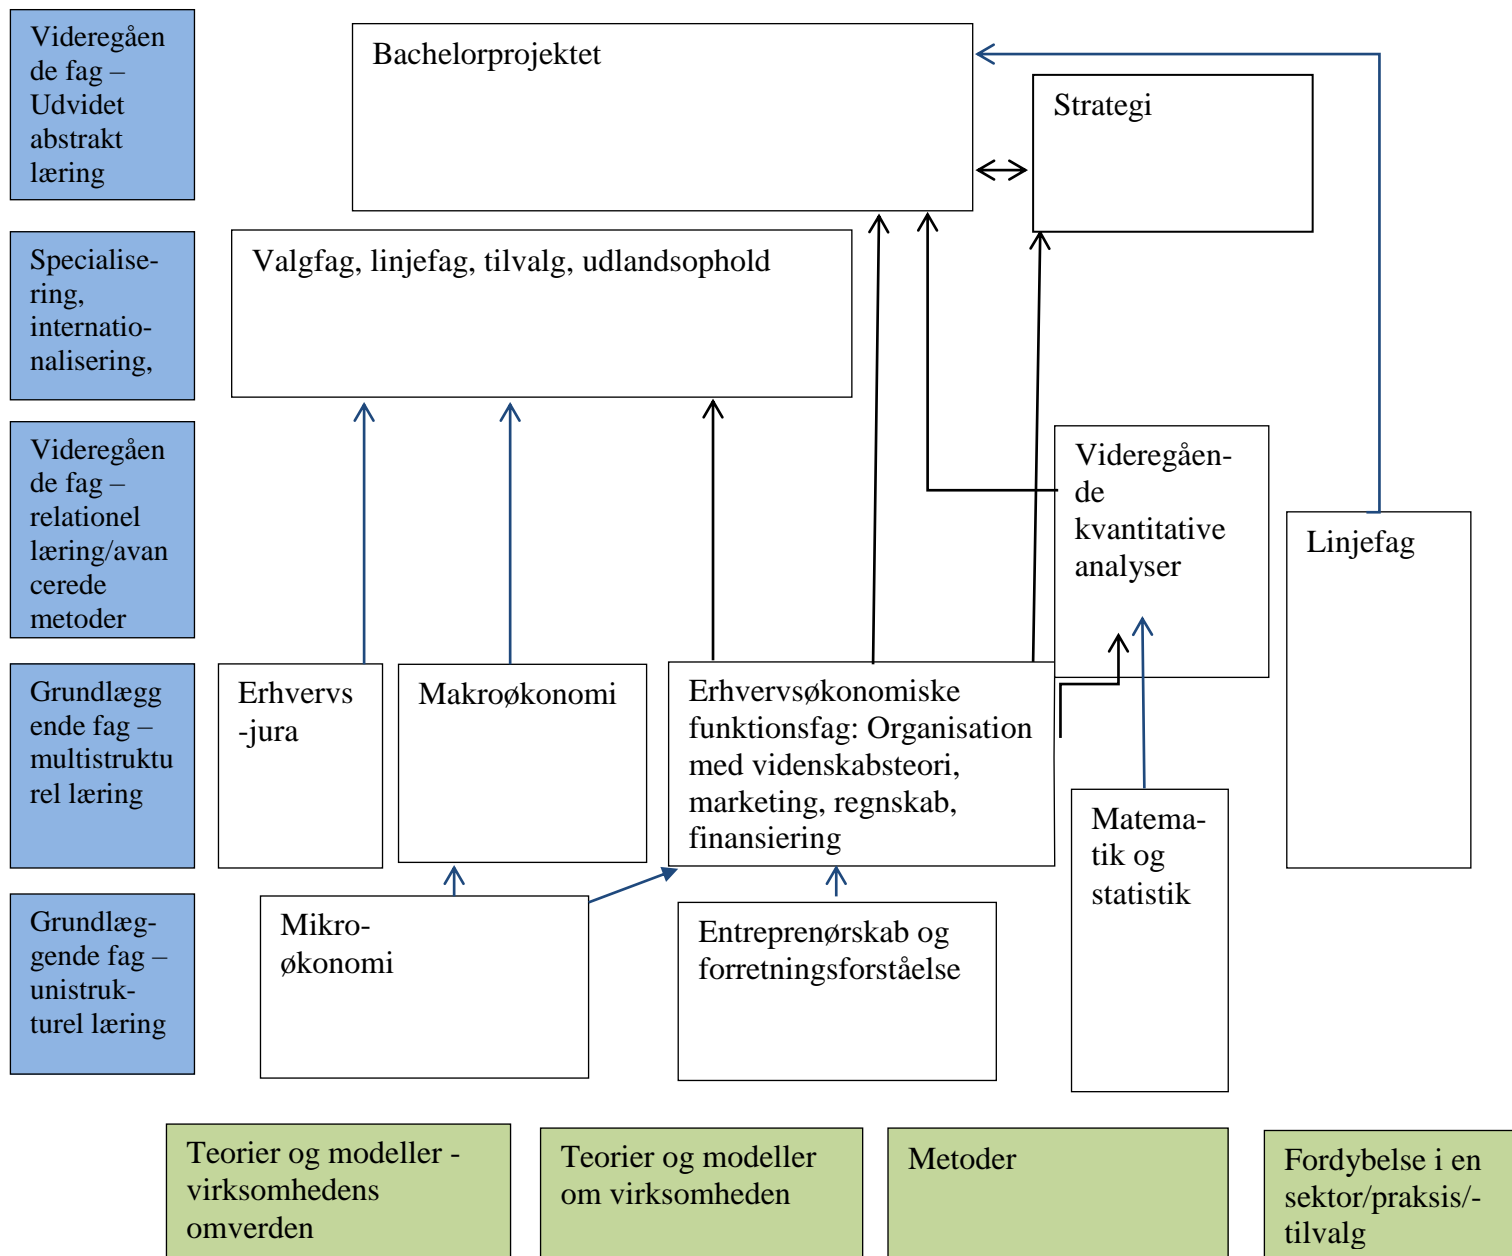 Videregåen
de fag –
Udvidet
abstrakt
læring
Bachelorprojektet
Strategi
Specialise-
ring,
internatio-
nalisering,
Valgfag, linjefag, tilvalg, udlandsophold
Videregåen
de fag –
relationel
læring/avan
cerede
metoder
Videregåen-
de
kvantitative
analyser
Linjefag
Grundlægg
ende fag –
multistruktu
rel læring
Erhvervs
-jura
Makroøkonomi
Erhvervsøkonomiske
funktionsfag: Organisation
med videnskabsteori,
marketing, regnskab,
finansiering
Matema-
tik og
statistik
Grundlæg-
gende fag –
unistruk-
turel læring
Mikro-
økonomi
Entreprenørskab og
forretningsforståelse
Teorier og modeller -
virksomhedens
omverden
Teorier og modeller
om virksomheden
Metoder
Fordybelse i en
sektor/praksis/-
tilvalg